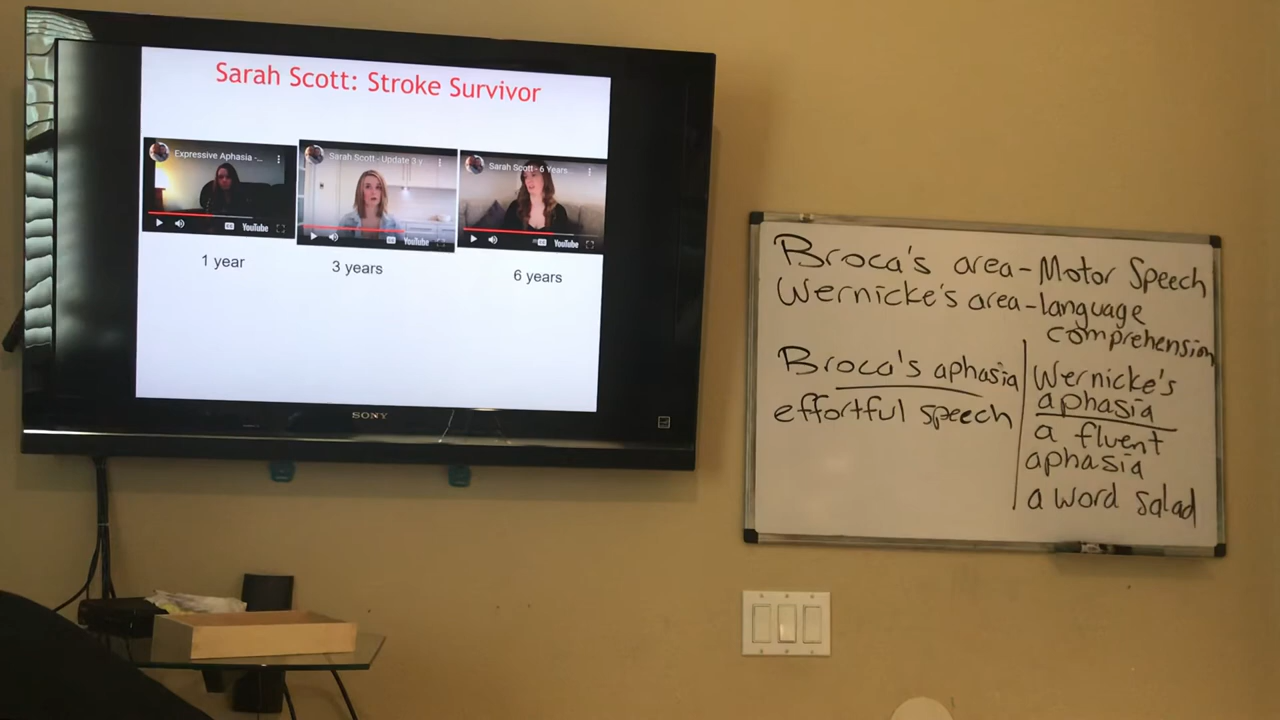 Sarah Scott: Stroke Survivor
Expressive Aphasia -...
Sarah Scott - Update 3 y
Sarah Scott - 6 Years
YouTube
YouTube
YouTube
1 year
3 years
6 years
SONY
Broca's area - Motor Speech
Wernicke's area - language
comprehension
Broca's aphasia
effortful speech
Wernicke's
aphasia
a fluent
aphasia
a word salad